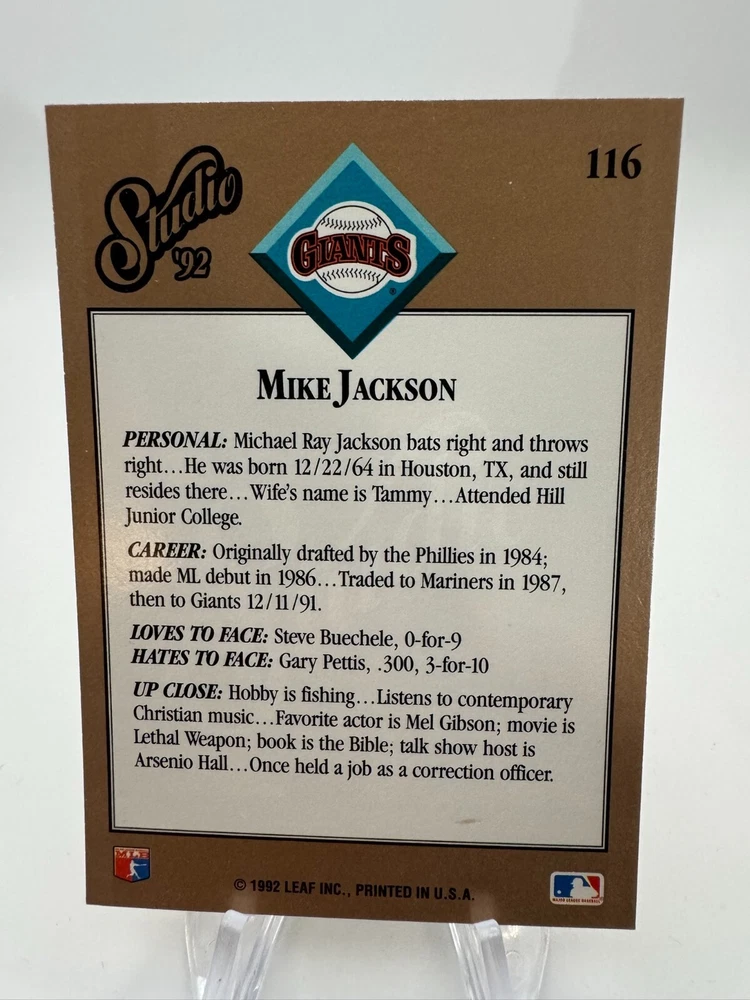 Studio
'92
116
GIANTS
®
MIKE JACKSON
PERSONAL: Michael Ray Jackson bats right and throws
right...He was born 12/22/64 in Houston, TX, and still
resides there...Wife's name is Tammy...Attended Hill
Junior College.
CAREER: Originally drafted by the Phillies in 1984;
made ML debut in 1986...Traded to Mariners in 1987,
then to Giants 12/11/91.
LOVES TO FACE: Steve Buechele, 0-for-9
HATES TO FACE: Gary Pettis, .300, 3-for-10
UP CLOSE: Hobby is fishing...Listens to contemporary
Christian music...Favorite actor is Mel Gibson; movie is
Lethal Weapon; book is the Bible; talk show host is
Arsenio Hall...Once held a job as a correction officer.
© 1992 LEAF INC., PRINTED IN U.S.A.
MAJOR LEAGUE BASEBALL